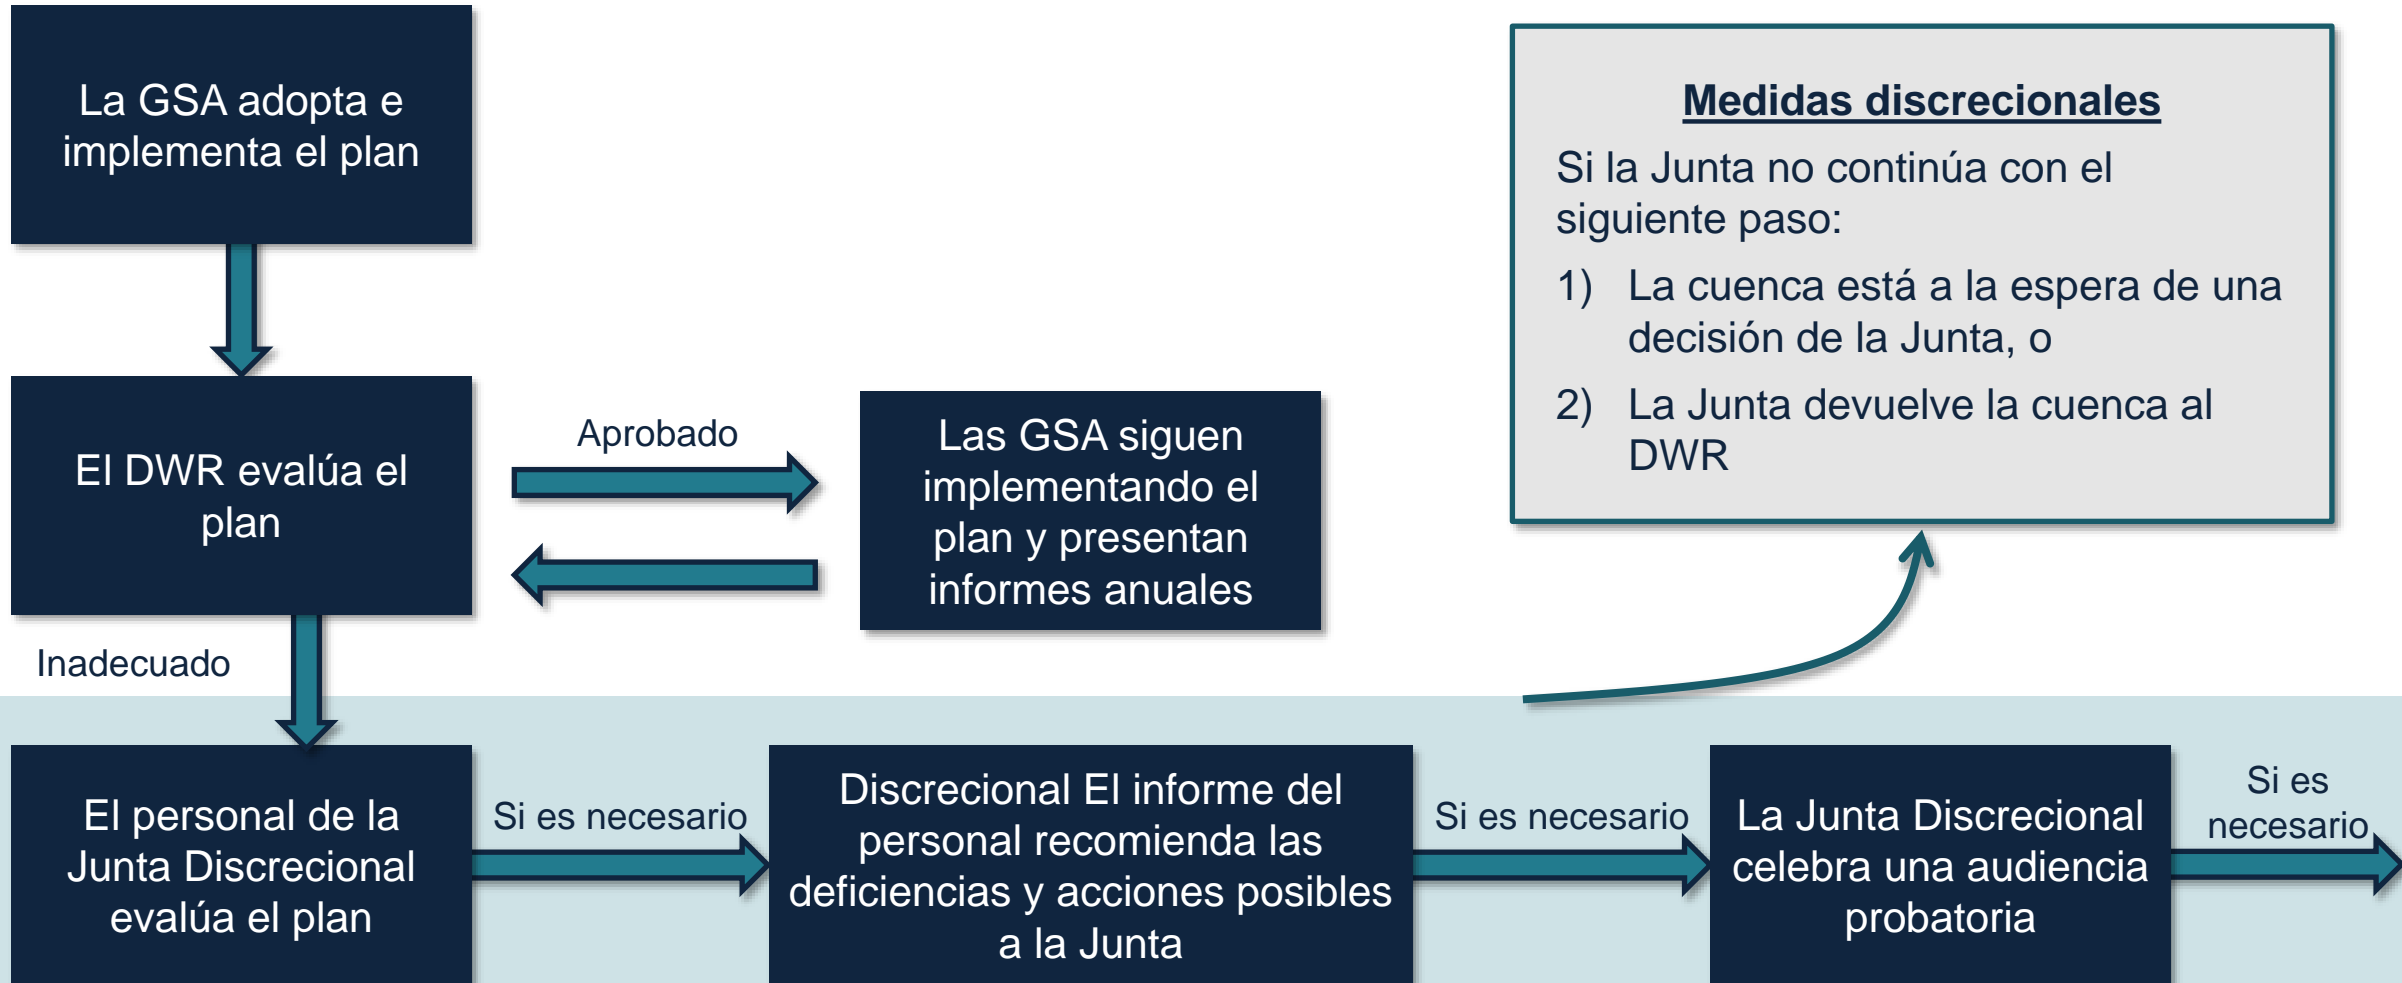 La GSA adopta e
implementa el plan
El DWR evalúa el
plan
Aprobado
Las GSA siguen
implementando el
plan y presentan
informes anuales
Medidas discrecionales
Si la Junta no continúa con el
siguiente paso:
1) La cuenca está a la espera de una
decisión de la Junta, o
2) La Junta devuelve la cuenca al
DWR
Inadecuado
El personal de la
Junta Discrecional
evalúa el plan
Si es necesario
Discrecional El informe del
personal recomienda las
deficiencias y acciones posibles
a la Junta
Si es necesario
La Junta Discrecional
celebra una audiencia
probatoria
Si es
necesario